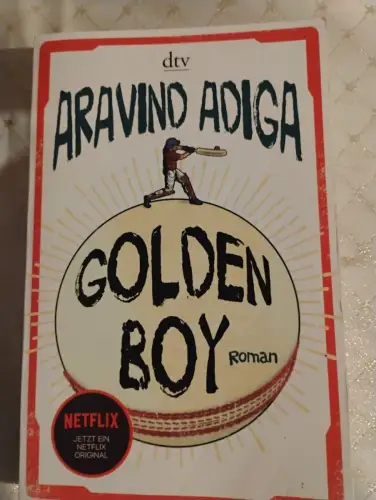 dtv
ARAVIND ADIGA
GOLDEN
BOY
Roman
NETFLIX
JETZT EIN
NETFLIX
ORIGINAL